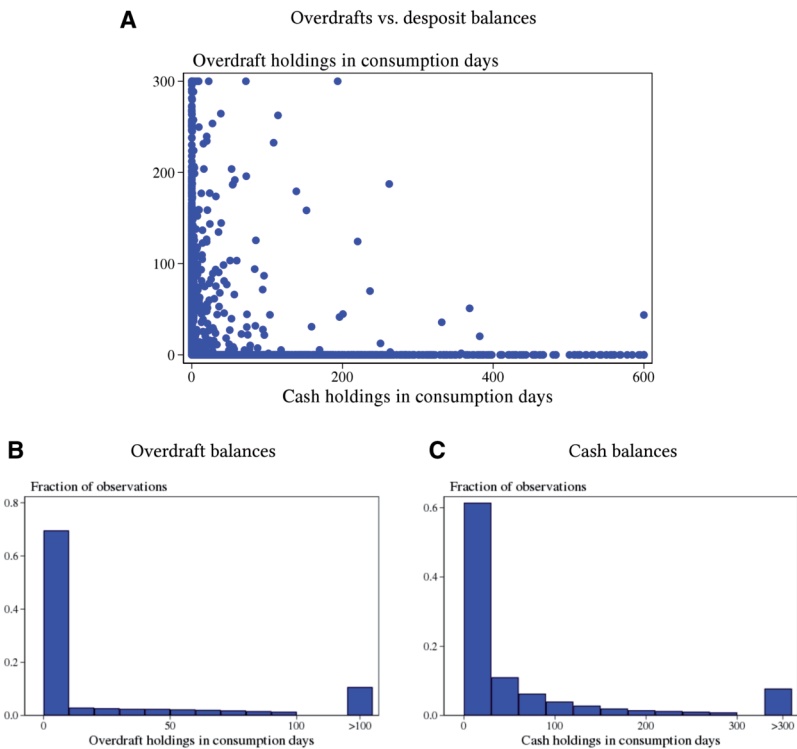 A
Overdrafts vs. desposit balances
Overdraft holdings in consumption days
300
200
100
0
0 200 400 600
Cash holdings in consumption days
B
Overdraft balances
Fraction of observations
0.8
0.6
0.4
0.2
0.0
0 50 100 >100
Overdraft holdings in consumption days
C
Cash balances
Fraction of observations
0.6
0.4
0.2
0.0
0 100 200 300 >300
Cash holdings in consumption days